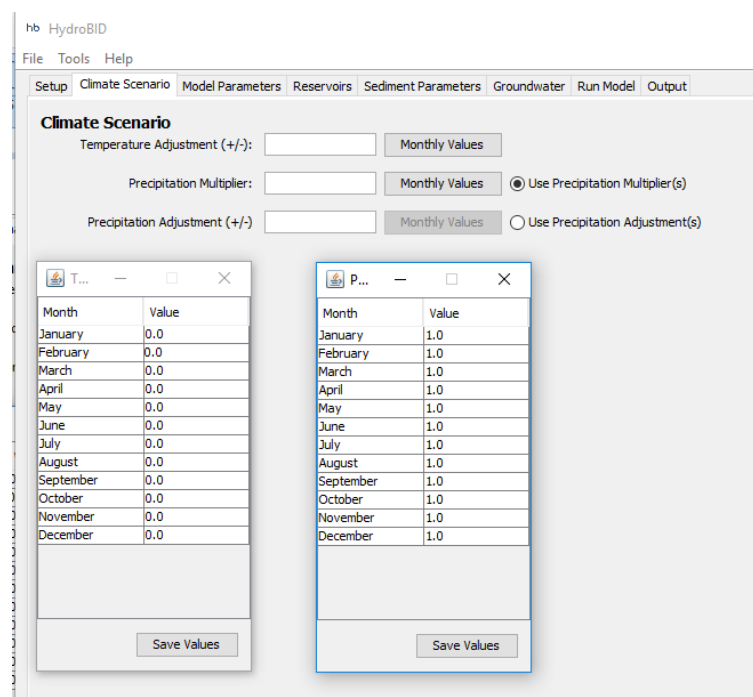 hb HydroBID
File Tools Help
Setup Climate Scenario Model Parameters Reservoirs Sediment Parameters Groundwater Run Model Output
Climate Scenario
Temperature Adjustment (+/-): Monthly Values
Precipitation Multiplier: Monthly Values Use Precipitation Multiplier(s)
Precipitation Adjustment (+/-) Monthly Values Use Precipitation Adjustment(s)
T...
Month Value
January 0.0
February 0.0
March 0.0
April 0.0
May 0.0
June 0.0
July 0.0
August 0.0
September 0.0
October 0.0
November 0.0
December 0.0
Save Values
P...
Month Value
January 1.0
February 1.0
March 1.0
April 1.0
May 1.0
June 1.0
July 1.0
August 1.0
September 1.0
October 1.0
November 1.0
December 1.0
Save Values